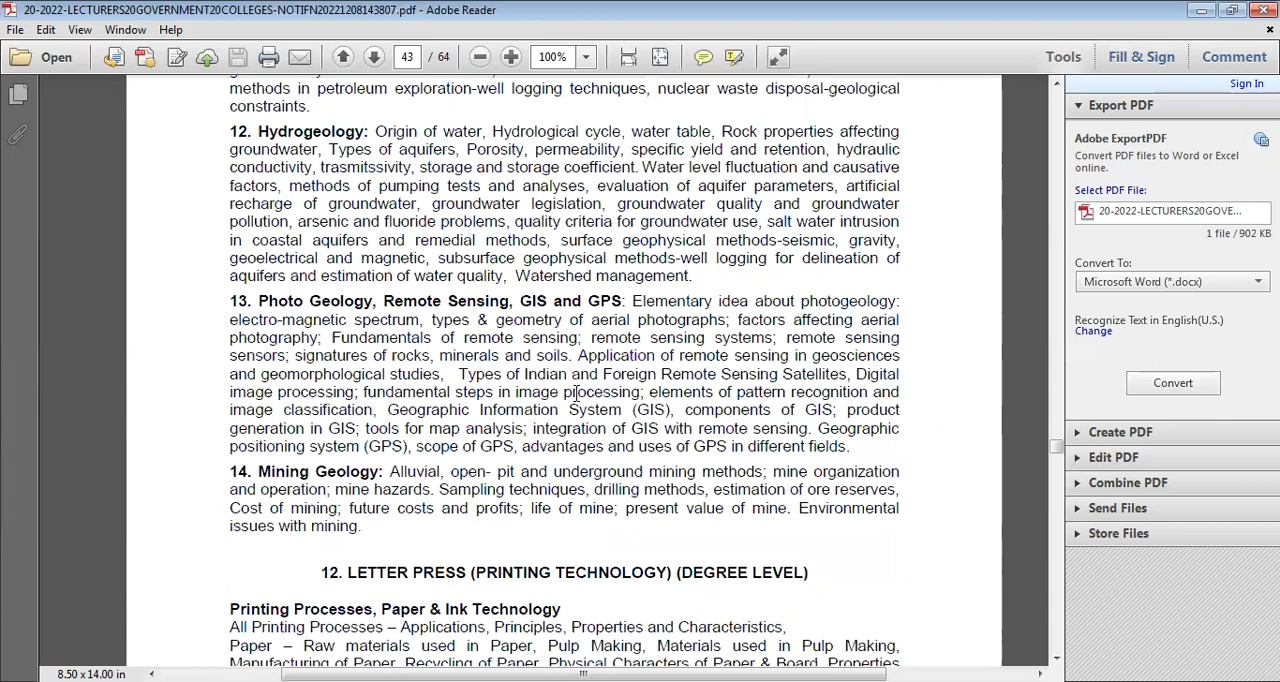 20-2022-LECTURERS20GOVERNMENT20COLLEGES-NOTIFN20221208143807.pdf - Adobe Reader
File Edit View Window Help
Open 43 / 64 100% Tools Fill & Sign Comment
Sign In
methods in petroleum exploration-well logging techniques, nuclear waste disposal-geological
constraints.
12. Hydrogeology: Origin of water, Hydrological cycle, water table, Rock properties affecting
groundwater, Types of aquifers, Porosity, permeability, specific yield and retention, hydraulic
conductivity, trasmitssivity, storage and storage coefficient. Water level fluctuation and causative
factors, methods of pumping tests and analyses, evaluation of aquifer parameters, artificial
recharge of groundwater, groundwater legislation, groundwater quality and groundwater
pollution, arsenic and fluoride problems, quality criteria for groundwater use, salt water intrusion
in coastal aquifers and remedial methods, surface geophysical methods-seismic, gravity,
geoelectrical and magnetic, subsurface geophysical methods-well logging for delineation of
aquifers and estimation of water quality, Watershed management.
13. Photo Geology, Remote Sensing, GIS and GPS: Elementary idea about photogeology:
electro-magnetic spectrum, types & geometry of aerial photographs; factors affecting aerial
photography; Fundamentals of remote sensing; remote sensing systems; remote sensing
sensors; signatures of rocks, minerals and soils. Application of remote sensing in geosciences
and geomorphological studies, Types of Indian and Foreign Remote Sensing Satellites, Digital
image processing; fundamental steps in image processing; elements of pattern recognition and
image classification, Geographic Information System (GIS), components of GIS; product
generation in GIS; tools for map analysis; integration of GIS with remote sensing. Geographic
positioning system (GPS), scope of GPS, advantages and uses of GPS in different fields.
14. Mining Geology: Alluvial, open- pit and underground mining methods; mine organization
and operation; mine hazards. Sampling techniques, drilling methods, estimation of ore reserves,
Cost of mining; future costs and profits; life of mine; present value of mine. Environmental
issues with mining.
12. LETTER PRESS (PRINTING TECHNOLOGY) (DEGREE LEVEL)
Printing Processes, Paper & Ink Technology
All Printing Processes – Applications, Principles, Properties and Characteristics,
Paper – Raw materials used in Paper, Pulp Making, Materials used in Pulp Making,
Manufacturing of Paper, Recycling of Paper, Physical Characters of Paper & Board, Properties
8.50 x 14.00 in
Export PDF
Adobe ExportPDF
Convert PDF files to Word or Excel
online.
Select PDF File:
20-2022-LECTURERS20GOVE...
1 file / 902 KB
Convert To:
Microsoft Word (*.docx)
Recognize Text in English(U.S.)
Change
Convert
Create PDF
Edit PDF
Combine PDF
Send Files
Store Files